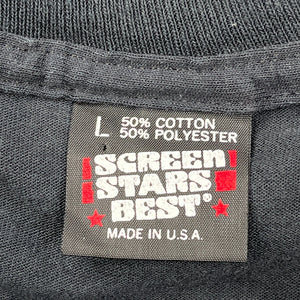 L 50% COTTON
50% POLYESTER
SCREEN
STARS
BEST®
MADE IN U.S.A.